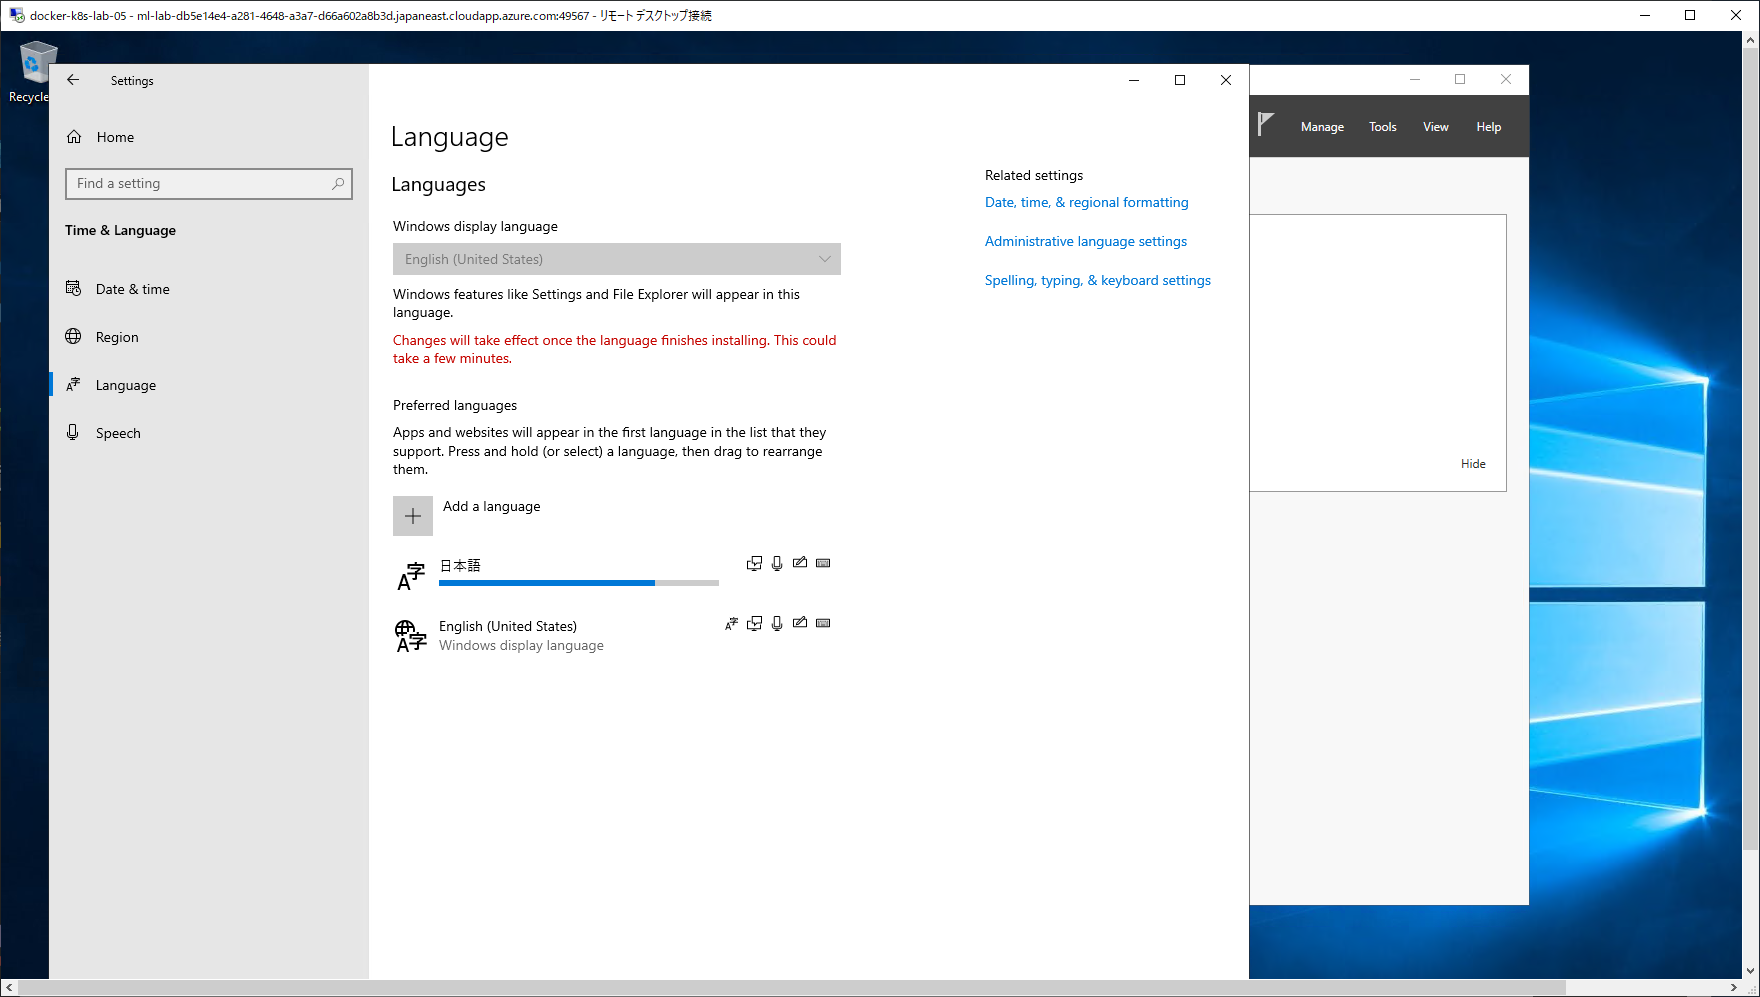 docker-k8s-lab-05 - ml-lab-db5e14e4-a281-4648-a3a7-d66a602a8b3d.japaneast.cloudapp.azure.com:49567 - リモート デスクトップ接続
Recycle
Settings
Home
Find a setting
Time & Language
Date & time
Region
Language
Speech
Language
Languages
Windows display language
English (United States)
Windows features like Settings and File Explorer will appear in this
language.
Changes will take effect once the language finishes installing. This could
take a few minutes.
Preferred languages
Apps and websites will appear in the first language in the list that they
support. Press and hold (or select) a language, then drag to rearrange
them.
Add a language
日本語
English (United States)
Windows display language
Related settings
Date, time, & regional formatting
Administrative language settings
Spelling, typing, & keyboard settings
Manage
Tools
View
Help
Hide